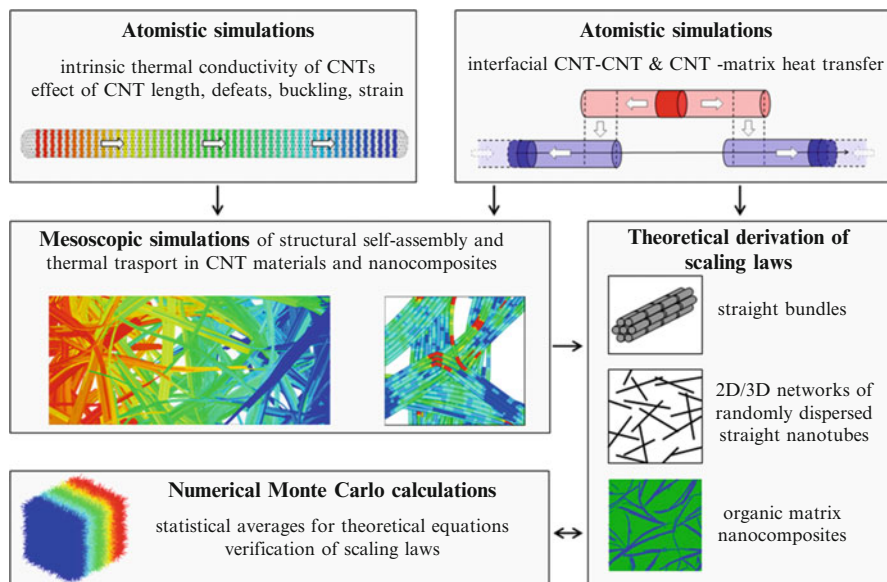 Atomistic simulations
intrinsic thermal conductivity of CNTs
effect of CNT length, defeats, buckling, strain
Atomistic simulations
interfacial CNT-CNT & CNT -matrix heat transfer
Mesoscopic simulations of structural self-assembly and
thermal trasport in CNT materials and nanocomposites
Theoretical derivation of
scaling laws
straight bundles
2D/3D networks of
randomly dispersed
straight nanotubes
organic matrix
nanocomposites
Numerical Monte Carlo calculations
statistical averages for theoretical equations
verification of scaling laws